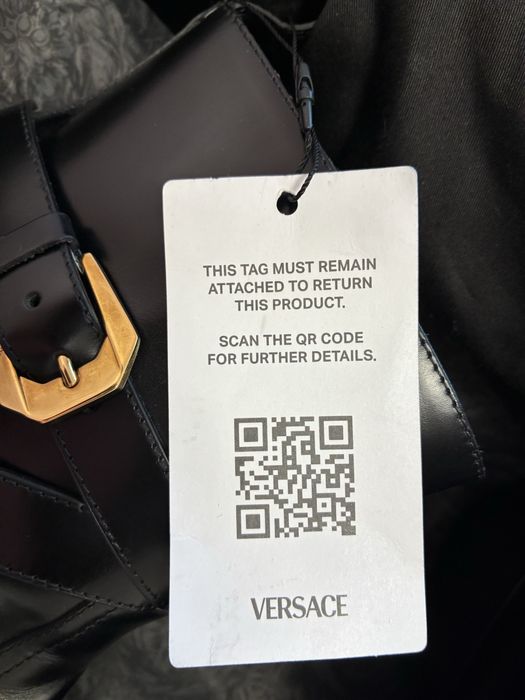 THIS TAG MUST REMAIN
ATTACHED TO RETURN
THIS PRODUCT.
SCAN THE QR CODE
FOR FURTHER DETAILS.
VERSACE